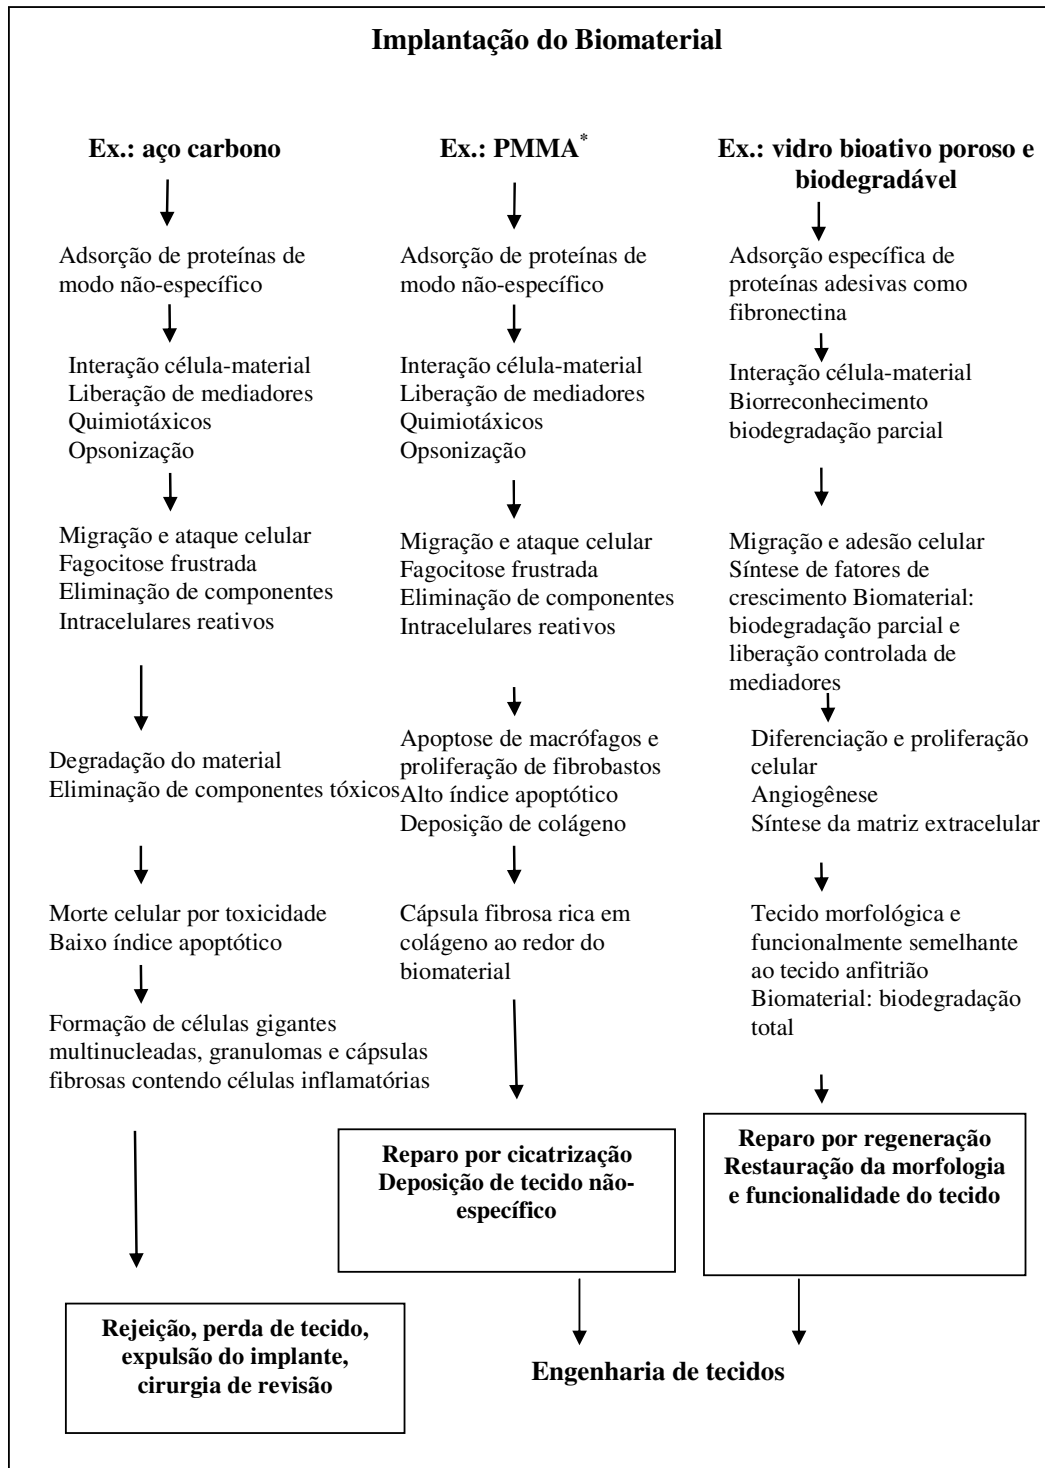 Implantação do Biomaterial
Ex.: aço carbono
Adsorção de proteínas de
modo não-específico
Interação célula-material
Liberação de mediadores
Quimiotáxicos
Opsonização
Migração e ataque celular
Fagocitose frustrada
Eliminação de componentes
Intracelulares reativos
Degradação do material
Eliminação de componentes tóxicos
Morte celular por toxicidade
Baixo índice apoptótico
Formação de células gigantes
multinucleadas, granulomas e cápsulas
fibrosas contendo células inflamatórias
Rejeição, perda de tecido,
expulsão do implante,
cirurgia de revisão
Ex.: PMMA*
Adsorção de proteínas de
modo não-específico
Interação célula-material
Liberação de mediadores
Quimiotáxicos
Opsonização
Migração e ataque celular
Fagocitose frustrada
Eliminação de componentes
Intracelulares reativos
Apoptose de macrófagos e
proliferação de fibrobastos
Alto índice apoptótico
Deposição de colágeno
Cápsula fibrosa rica em
colágeno ao redor do
biomaterial
Reparo por cicatrização
Deposição de tecido não-
específico
Ex.: vidro bioativo poroso e
biodegradável
Adsorção específica de
proteínas adesivas como
fibronectina
Interação célula-material
Biorreconhecimento
biodegradação parcial
Migração e adesão celular
Síntese de fatores de
crescimento Biomaterial:
biodegradação parcial e
liberação controlada de
mediadores
Diferenciação e proliferação
celular
Angiogênese
Síntese da matriz extracelular
Tecido morfológica e
funcionalmente semelhante
ao tecido anfitrião
Biomaterial: biodegradação
total
Reparo por regeneração
Restauração da morfologia
e funcionalidade do tecido
Engenharia de tecidos